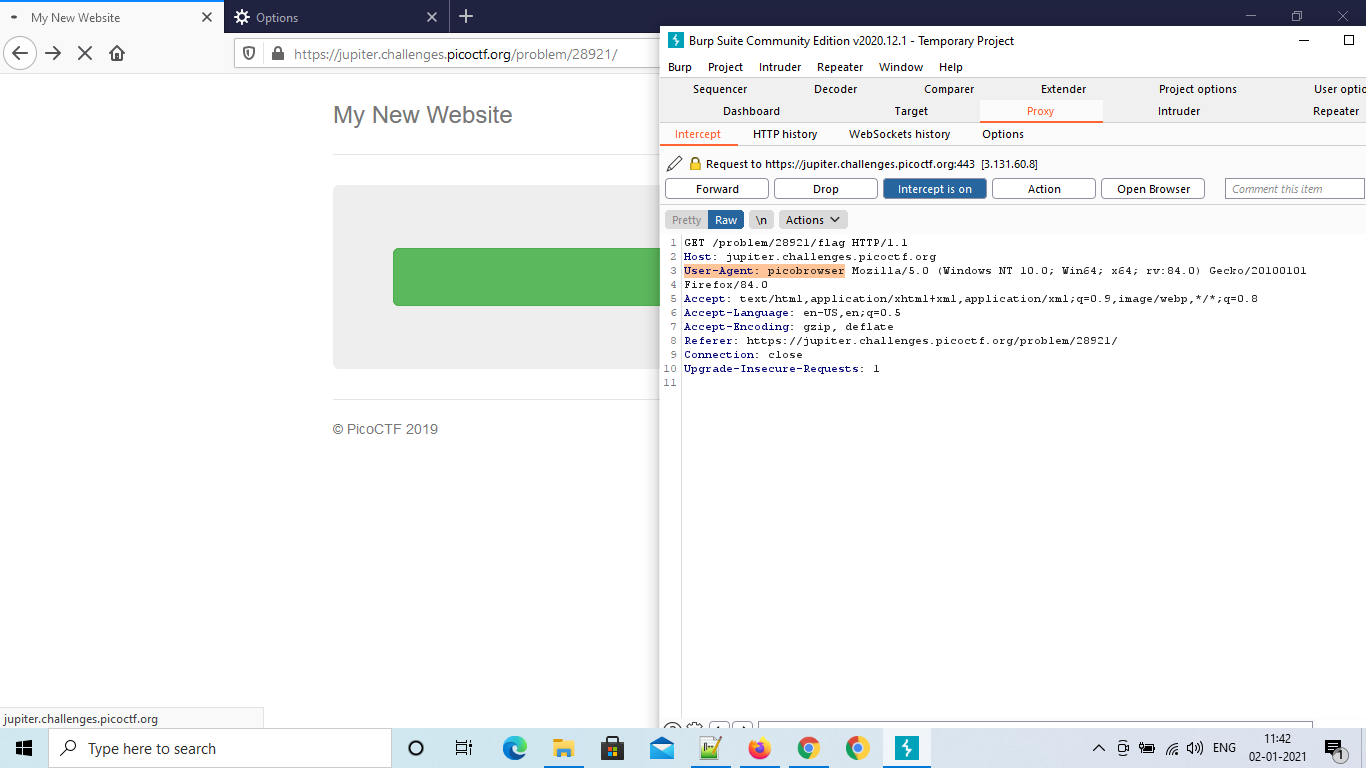 My New Website
Options
https://jupiter.challenges.picoctf.org/problem/28921/
My New Website
© PicoCTF 2019
jupiter.challenges.picoctf.org
Burp Suite Community Edition v2020.12.1 - Temporary Project
Burp Project Intruder Repeater Window Help
Sequencer Decoder Comparer Extender Project options User optio
Dashboard Target Proxy Intruder Repeater
Intercept HTTP history WebSockets history Options
Request to https://jupiter.challenges.picoctf.org:443 [3.131.60.8]
Forward Drop Intercept is on Action Open Browser Comment this item
Pretty Raw \n Actions
1 GET /problem/28921/flag HTTP/1.1
2 Host: jupiter.challenges.picoctf.org
3 User-Agent: picobrowser Mozilla/5.0 (Windows NT 10.0; Win64; x64; rv:84.0) Gecko/20100101
4 Firefox/84.0
5 Accept: text/html,application/xhtml+xml,application/xml;q=0.9,image/webp,*/*;q=0.8
6 Accept-Language: en-US,en;q=0.5
7 Accept-Encoding: gzip, deflate
8 Referer: https://jupiter.challenges.picoctf.org/problem/28921/
9 Connection: close
10 Upgrade-Insecure-Requests: 1
11
Type here to search
ENG
11:42
02-01-2021
1